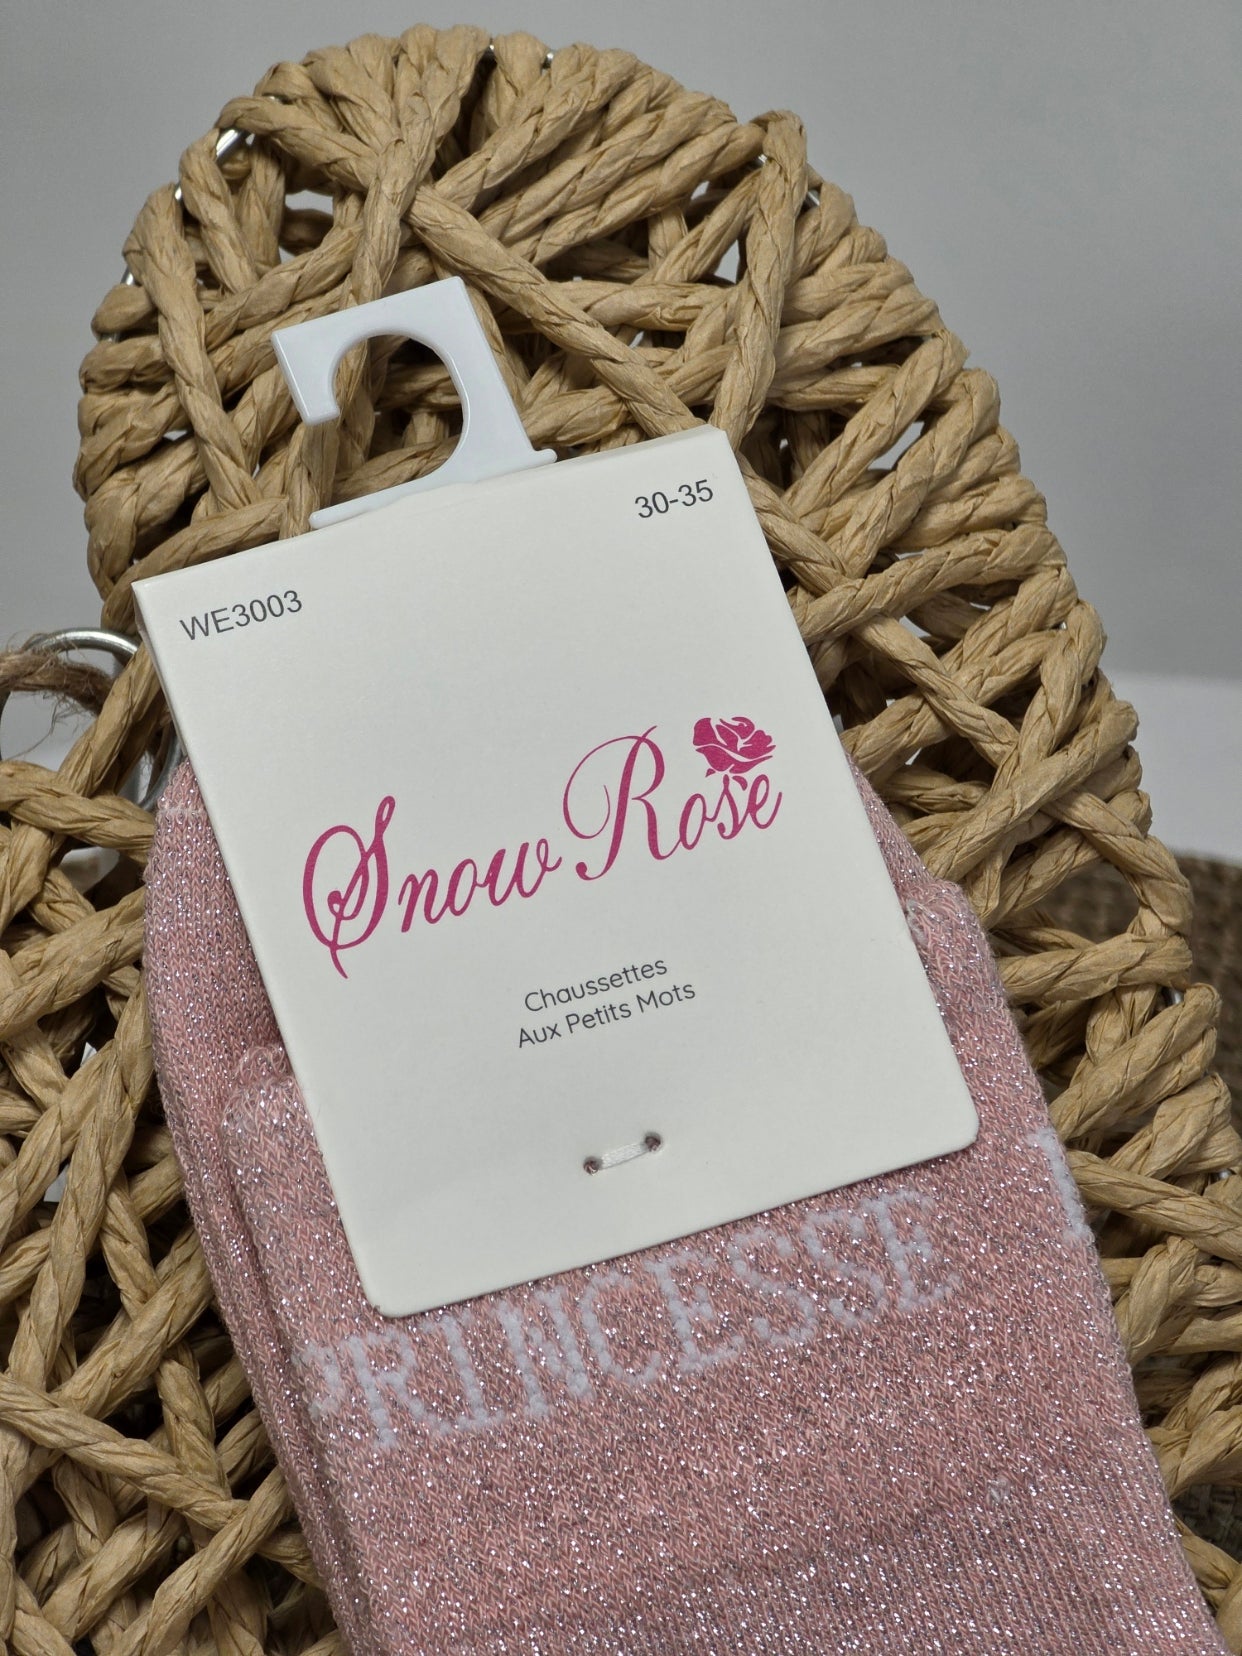 30-35
WE3003
Snow Rose
Chaussettes
Aux Petits Mots
PRINCESSE